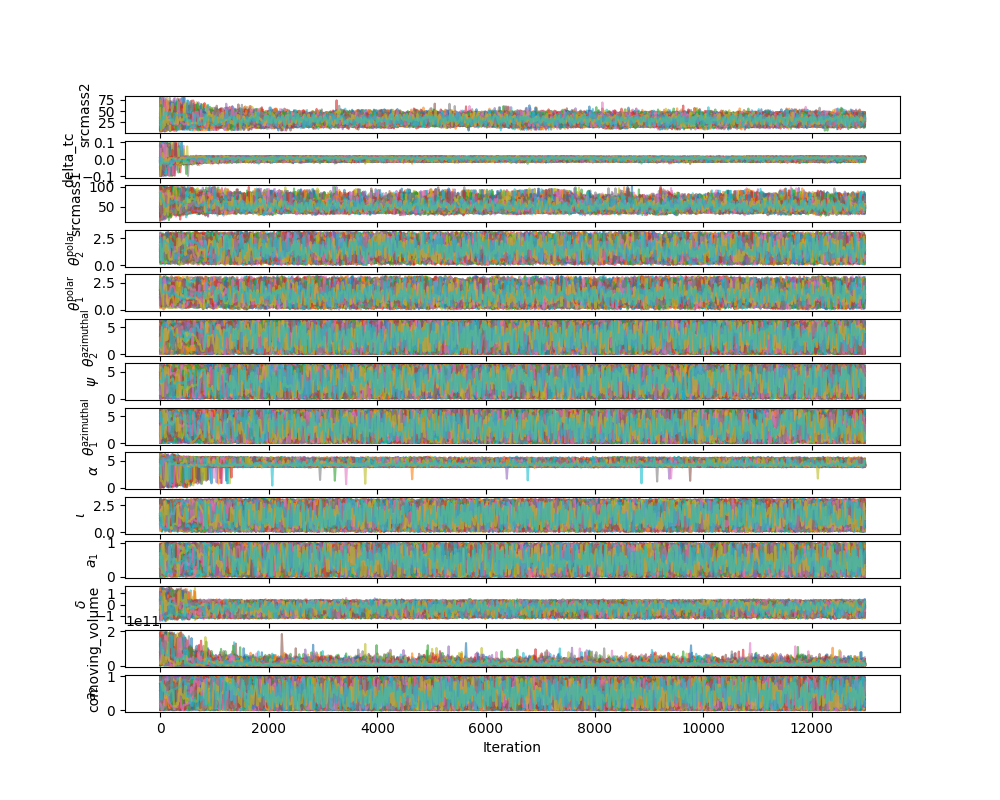 srcmass2
75
50
25
delta_tc
0.1
0.0
−0.1
srcmass1
100
50
θ₂^polar
2.5
0.0
θ₁^polar
2.5
0.0
θ₂^azimuthal
5
0
ψ
5
0
θ₁^azimuthal
5
0
α
5
0
ι
2.5
0.0
a₁
1
0
δ
1
0
−1
1e11
comoving_volume
2
0
1
0
0 2000 4000 6000 8000 10000 12000
Iteration